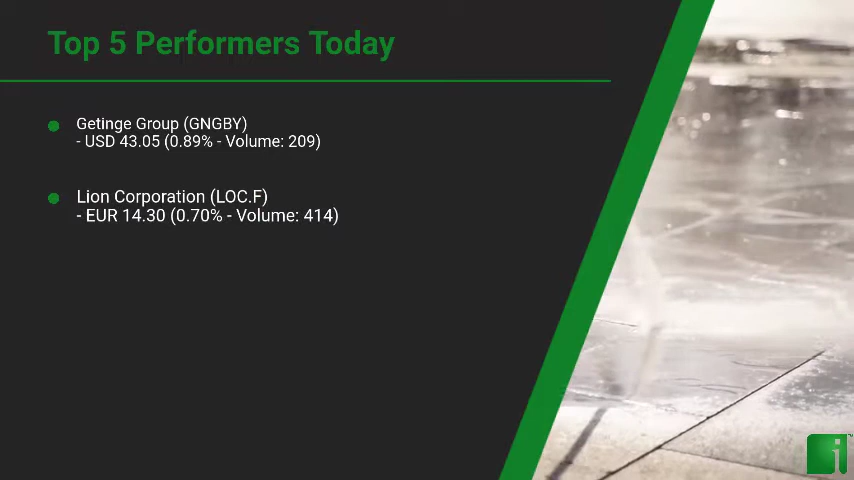 Top 5 Performers Today
Getinge Group (GNGBY)
- USD 43.05 (0.89% - Volume: 209)
Lion Corporation (LOC.F)
- EUR 14.30 (0.70% - Volume: 414)
i